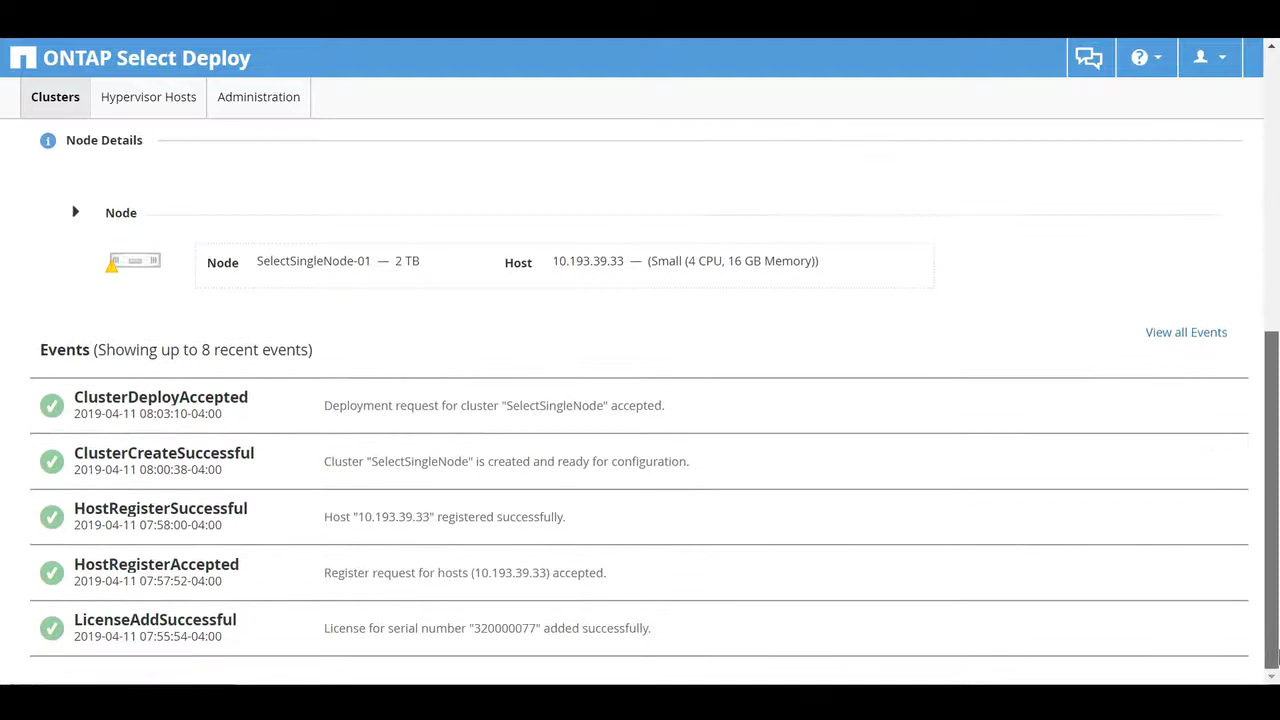 ONTAP Select Deploy
Clusters Hypervisor Hosts Administration
Node Details
Node
Node SelectSingleNode-01 — 2 TB Host 10.193.39.33 — (Small (4 CPU, 16 GB Memory))
View all Events
Events (Showing up to 8 recent events)
ClusterDeployAccepted
2019-04-11 08:03:10-04:00
Deployment request for cluster "SelectSingleNode" accepted.
ClusterCreateSuccessful
2019-04-11 08:00:38-04:00
Cluster "SelectSingleNode" is created and ready for configuration.
HostRegisterSuccessful
2019-04-11 07:58:00-04:00
Host "10.193.39.33" registered successfully.
HostRegisterAccepted
2019-04-11 07:57:52-04:00
Register request for hosts (10.193.39.33) accepted.
LicenseAddSuccessful
2019-04-11 07:55:54-04:00
License for serial number "320000077" added successfully.